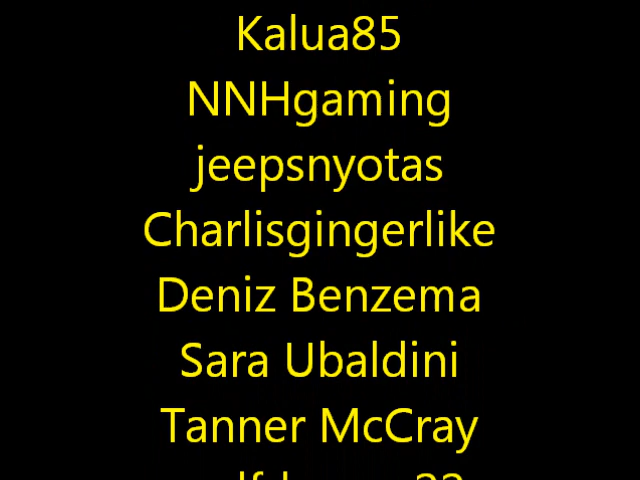 Kalua85
NNHgaming
jeepsnyotas
Charlisgingerlike
Deniz Benzema
Sara Ubaldini
Tanner McCray